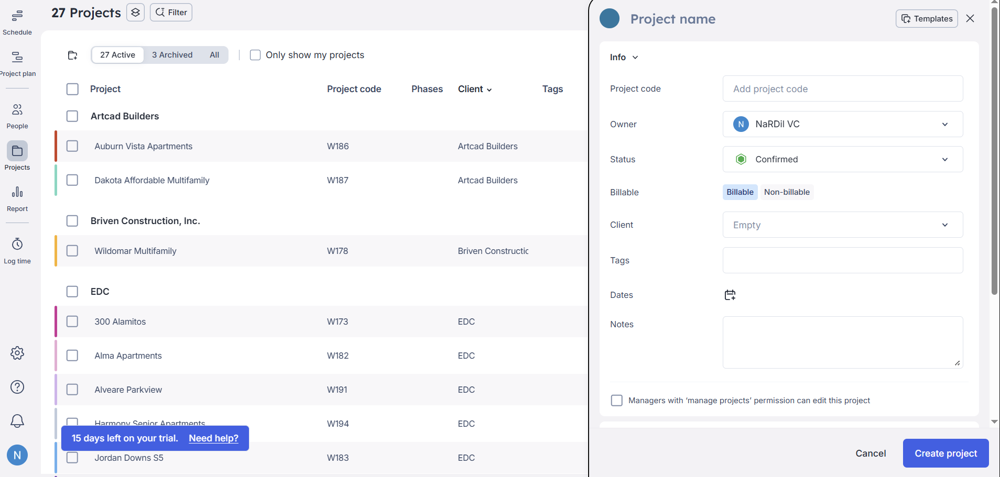 Schedule
Project plan
People
Projects
Report
Log time
N
27 Projects
Filter
27 Active
3 Archived
All
Only show my projects
Project
Project code
Phases
Client
Tags
Artcad Builders
Auburn Vista Apartments
W186
Artcad Builders
Dakota Affordable Multifamily
W187
Artcad Builders
Briven Construction, Inc.
Wildomar Multifamily
W178
Briven Constructic
EDC
300 Alamitos
W173
EDC
Alma Apartments
W182
EDC
Alveare Parkview
W191
EDC
Harmony Senior Apartments
W194
EDC
15 days left on your trial. Need help?
Jordan Downs S5
W183
EDC
Project name
Templates
Info
Project code
Add project code
Owner
N NaRDil VC
Status
Confirmed
Billable
Billable Non-billable
Client
Empty
Tags
Dates
Notes
Managers with ‘manage projects’ permission can edit this project
Cancel
Create project